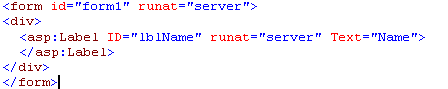 <form id="form1" runat="server">
<div>
<asp:Label ID="lblName" runat="server" Text="Name">
</asp:Label>
</div>
</form>